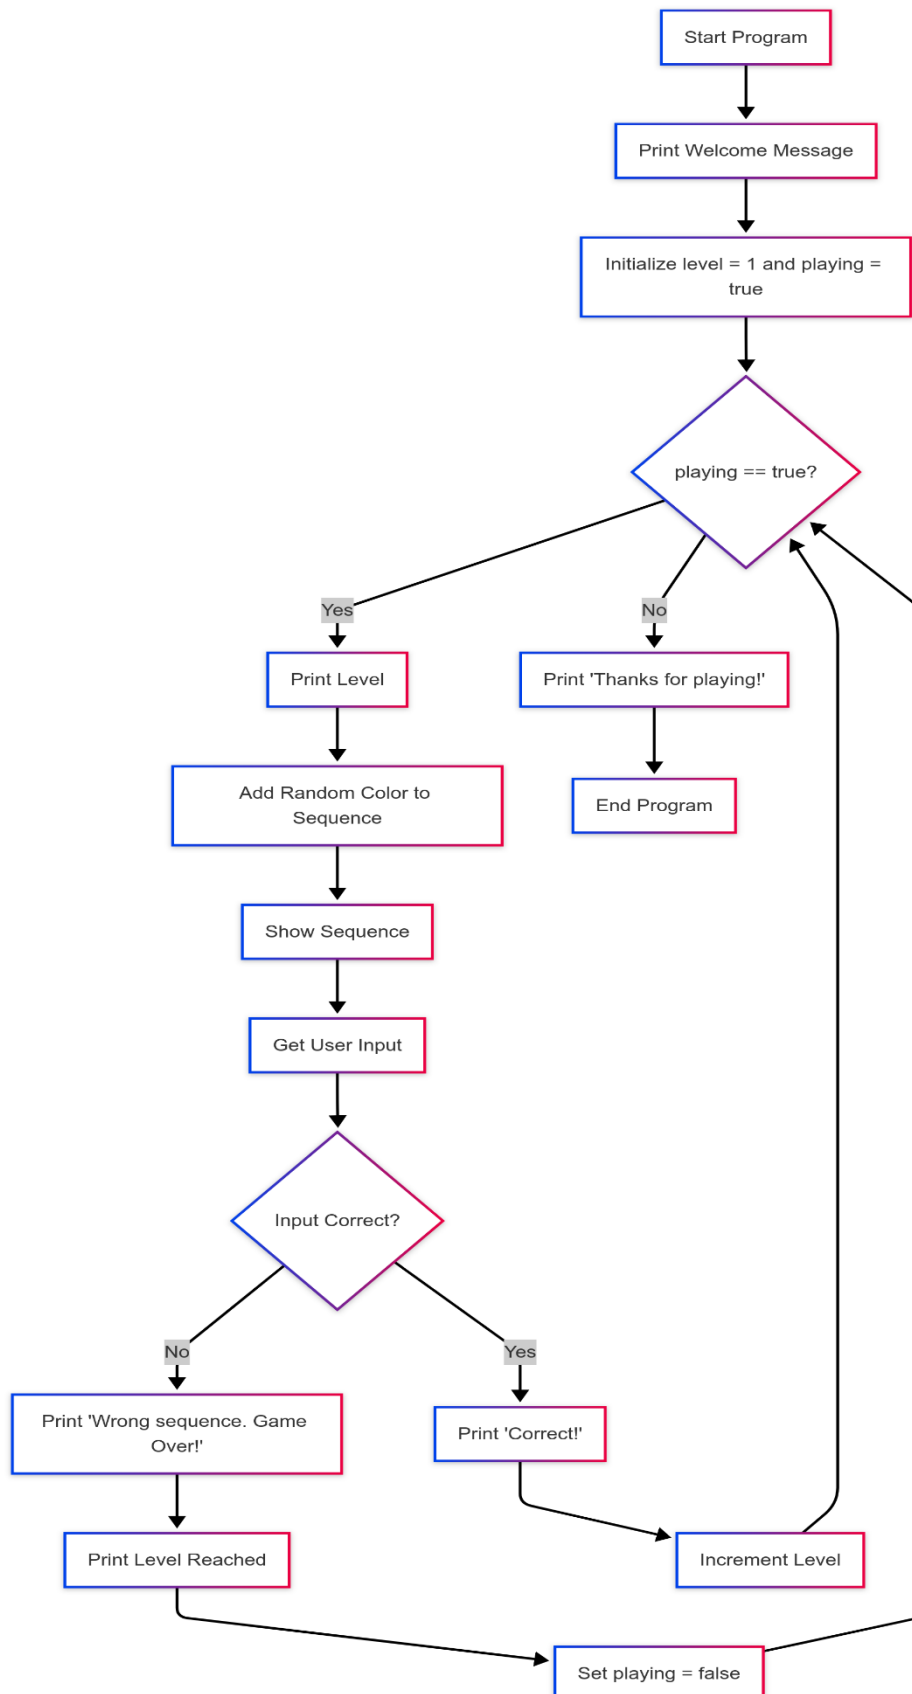 Start Program
Print Welcome Message
Initialize level = 1 and playing =
true
playing == true?
Yes
No
Print Level
Print 'Thanks for playing!'
Add Random Color to
Sequence
End Program
Show Sequence
Get User Input
Input Correct?
No
Yes
Print 'Wrong sequence. Game
Over!'
Print 'Correct!'
Print Level Reached
Increment Level
Set playing = false